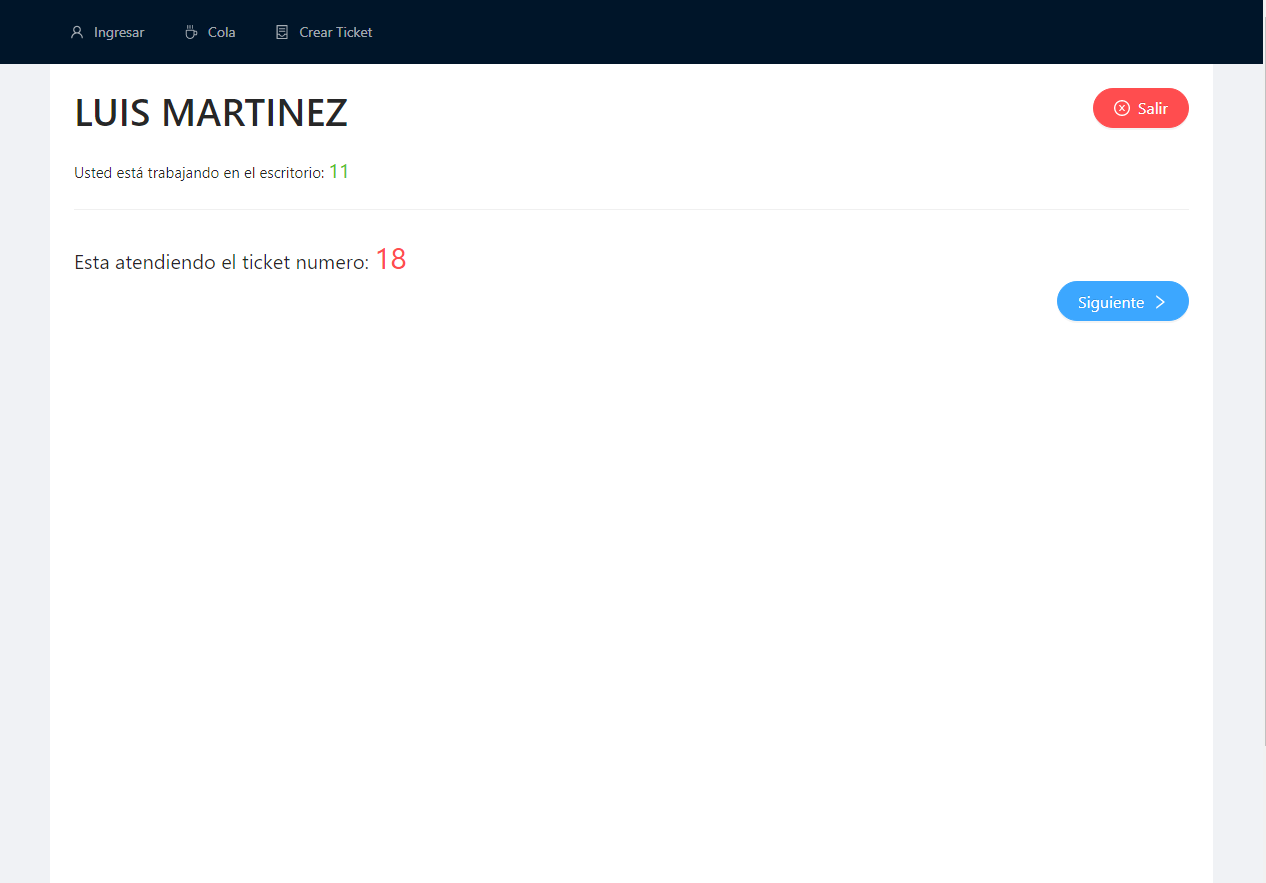 Ingresar Cola Crear Ticket
LUIS MARTINEZ
Salir
Usted está trabajando en el escritorio: 11
Esta atendiendo el ticket numero: 18
Siguiente